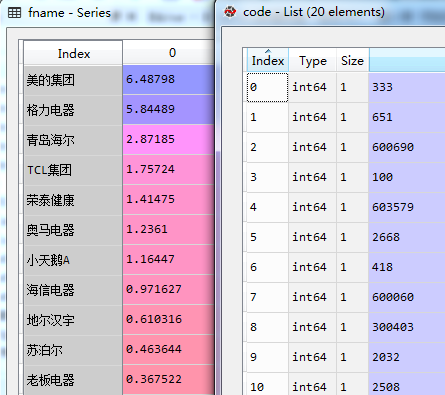 fname - Series
Index 0
美的集团 6.48798
格力电器 5.84489
青岛海尔 2.87185
TCL集团 1.75724
荣泰健康 1.41475
奥马电器 1.2361
小天鹅A 1.16447
海信电器 0.971627
地尔汉宇 0.610316
苏泊尔 0.463644
老板电器 0.367522
code - List (20 elements)
Index Type Size
0 int64 1 333
1 int64 1 651
2 int64 1 600690
3 int64 1 100
4 int64 1 603579
5 int64 1 2668
6 int64 1 418
7 int64 1 600060
8 int64 1 300403
9 int64 1 2032
10 int64 1 2508